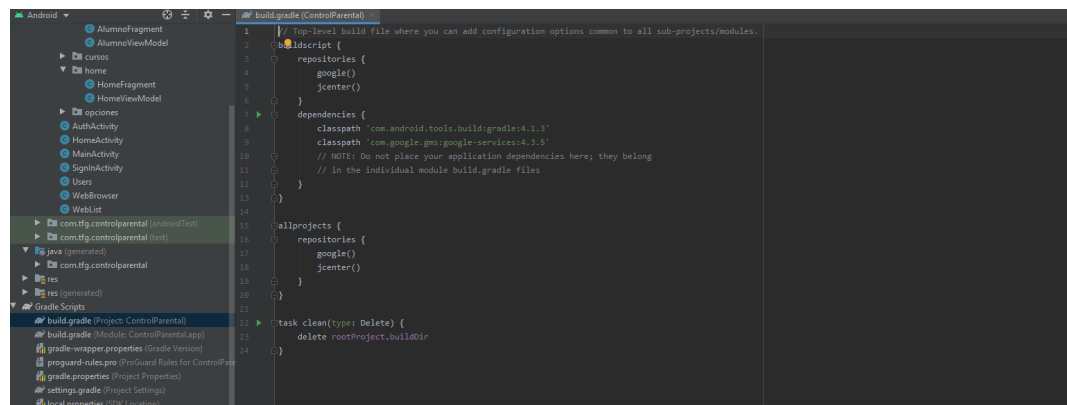 Android
AlumnoFragment
AlumnoViewModel
cursos
home
HomeFragment
HomeViewModel
opciones
AuthActivity
HomeActivity
MainActivity
SignInActivity
Users
WebBrowser
WebList
com.tfg.controlparental (androidTest)
com.tfg.controlparental (test)
java (generated)
com.tfg.controlparental
res
res (generated)
Gradle Scripts
build.gradle (Project: ControlParental)
build.gradle (Module: ControlParental.app)
gradle-wrapper.properties (Gradle Version)
proguard-rules.pro (ProGuard Rules for ControlPare
gradle.properties (Project Properties)
settings.gradle (Project Settings)
local.properties (SDK Location)
build.gradle (ControlParental)
1 // Top-level build file where you can add configuration options common to all sub-projects/modules.
2 buildscript {
3 repositories {
4 google()
5 jcenter()
6 }
7 dependencies {
8 classpath 'com.android.tools.build:gradle:4.1.3'
9 classpath 'com.google.gms:google-services:4.3.5'
10 // NOTE: Do not place your application dependencies here; they belong
11 // in the individual module build.gradle files
12 }
13 }
14
15 allprojects {
16 repositories {
17 google()
18 jcenter()
19 }
20 }
21
22 task clean(type: Delete) {
23 delete rootProject.buildDir
24 }